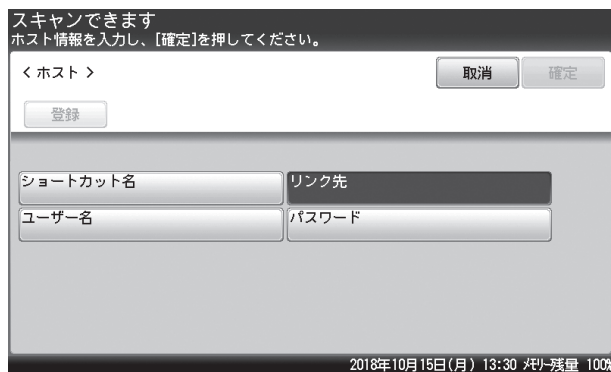 スキャンできます
ホスト情報を入力し、[確定]を押してください。
< ホスト >
取消
確定
登録
ショートカット名
リンク先
ユーザー名
パスワード
2018年10月15日(月) 13:30 メモリー残量 100%